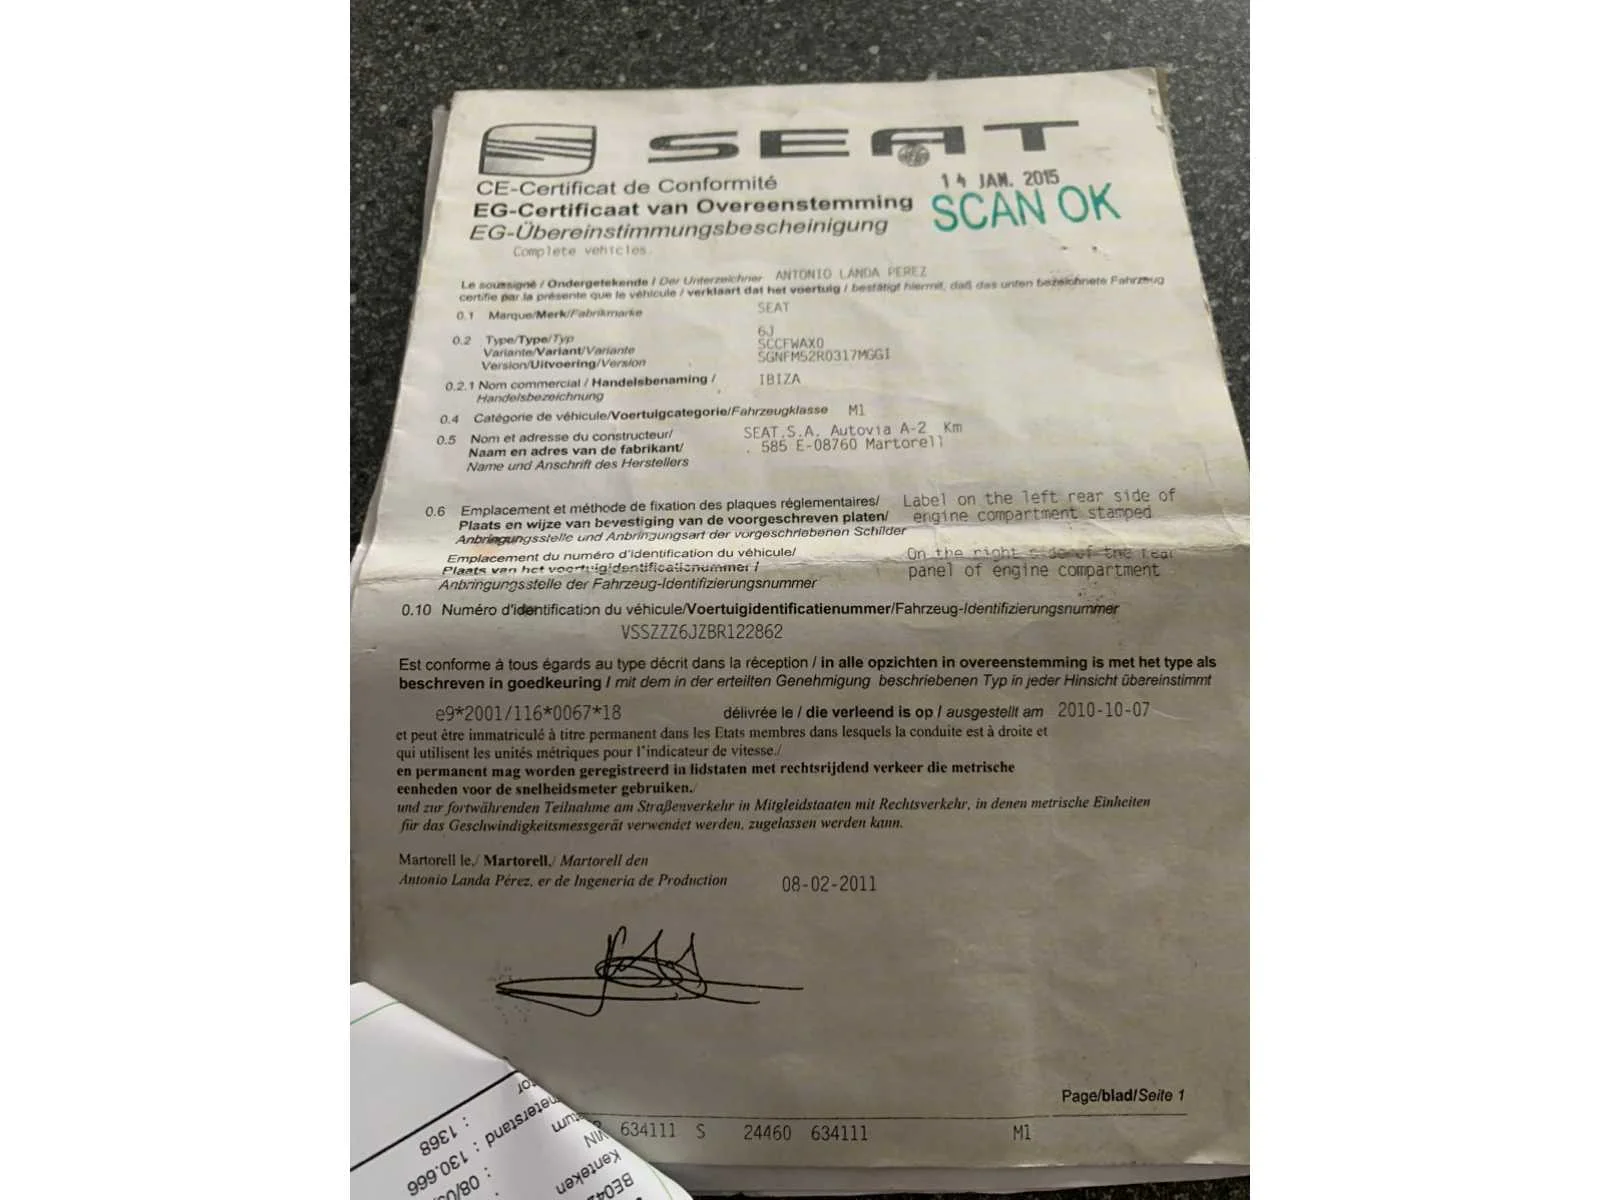 SEAT
CE-Certificat de Conformité
14 JAN. 2015
EG-Certificaat van Overeenstemming
SCAN OK
EG-Übereinstimmungsbescheinigung
Complete vehicles.
Le soussigné / Ondergetekende / Der Unterzeichner ANTONIO LANDA PEREZ
certifie par la présente que le véhicule / verklaart dat het voertuig / bestätigt hiermit, daß das unten bezeichnete Fahrzeug
0.1 Marque/Merk/Fabrikmarke SEAT
0.2 Type/Type/Typ 6J
Variante/Variant/Variante SCCFWAX0
Version/Uitvoering/Version SGNFM52R0317MGGI
0.2.1 Nom commercial / Handelsbenaming / IBIZA
Handelsbezeichnung
0.4 Catégorie de véhicule/Voertuigcategorie/Fahrzeugklasse M1
0.5 Nom et adresse du constructeur/ SEAT.S.A. Autovia A-2 Km
Naam en adres van de fabrikant/ . 585 E-08760 Martorell
Name und Anschrift des Herstellers
0.6 Emplacement et méthode de fixation des plaques réglementaires/ Label on the left rear side of
Plaats en wijze van bevestiging van de voorgeschreven platen/ engine compartment stamped
Anbringungsstelle und Anbringungsart der vorgeschriebenen Schilder
Emplacement du numéro d'identification du véhicule/ On the right side of the rear
Plaats van het voertuigidentificatienummer / panel of engine compartment
Anbringungsstelle der Fahrzeug-Identifizierungsnummer
0.10 Numéro d'identification du véhicule/Voertuigidentificatienummer/Fahrzeug-Identifizierungsnummer
VSSZZZ6JZBR122862
Est conforme à tous égards au type décrit dans la réception / in alle opzichten in overeenstemming is met het type als
beschreven in goedkeuring / mit dem in der erteilten Genehmigung beschriebenen Typ in jeder Hinsicht übereinstimmt
e9*2001/116*0067*18 délivrée le / die verleend is op / ausgestellt am 2010-10-07
et peut être immatriculé à titre permanent dans les Etats membres dans lesquels la conduite est à droite et
qui utilisent les unités métriques pour l'indicateur de vitesse./
en permanent mag worden geregistreerd in lidstaten met rechtsrijdend verkeer die metrische
eenheden voor de snelheidsmeter gebruiken./
und zur fortwährenden Teilnahme am Straßenverkehr in Mitgleidstaaten mit Rechtsverkehr, in denen metrische Einheiten
für das Geschwindigkeitsmessgerät verwendet werden, zugelassen werden kann.
Martorell le,/ Martorell,/ Martorell den
Antonio Landa Pérez, er de Ingeneria de Production 08-02-2011
Page/blad/Seite 1
634111 S 24460 634111 M1
Kenteken
VIN
meterstand : 130.666
: 1368